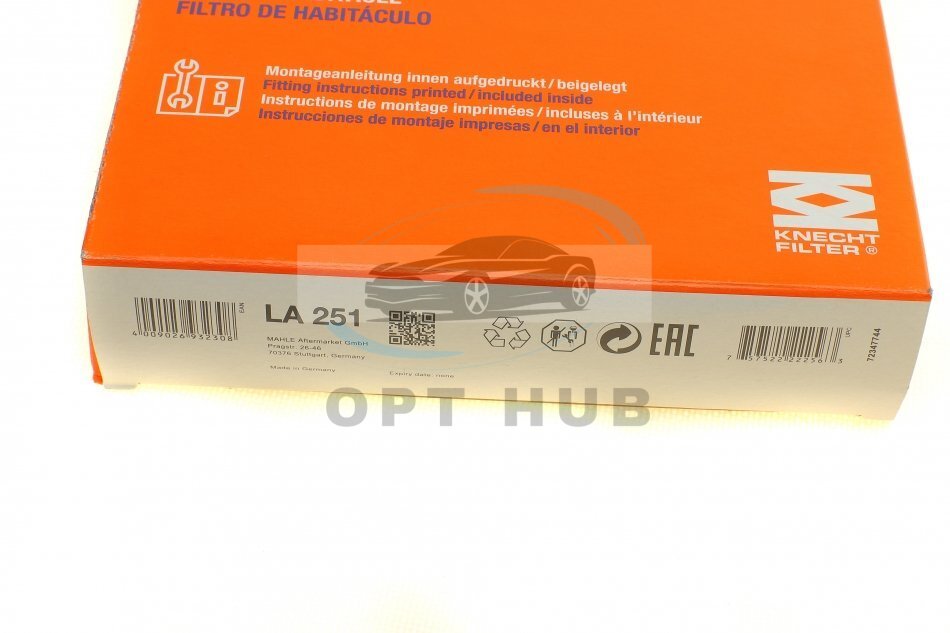 FILTRO DE HABITÁCULO
Montageanleitung innen aufgedruckt / beigelegt
Fitting instructions printed / included inside
Instructions de montage imprimées / incluses à l'intérieur
Instrucciones de montaje impresas / en el interior
KNECHT
FILTER®
4 009026 932308
EAN
LA 251
MAHLE Aftermarket GmbH
Pragstr. 26-46
70376 Stuttgart, Germany
Made in Germany
Expiry date: none
EAC
7 57522 22256 3
UPC
72347744
OPT HUB